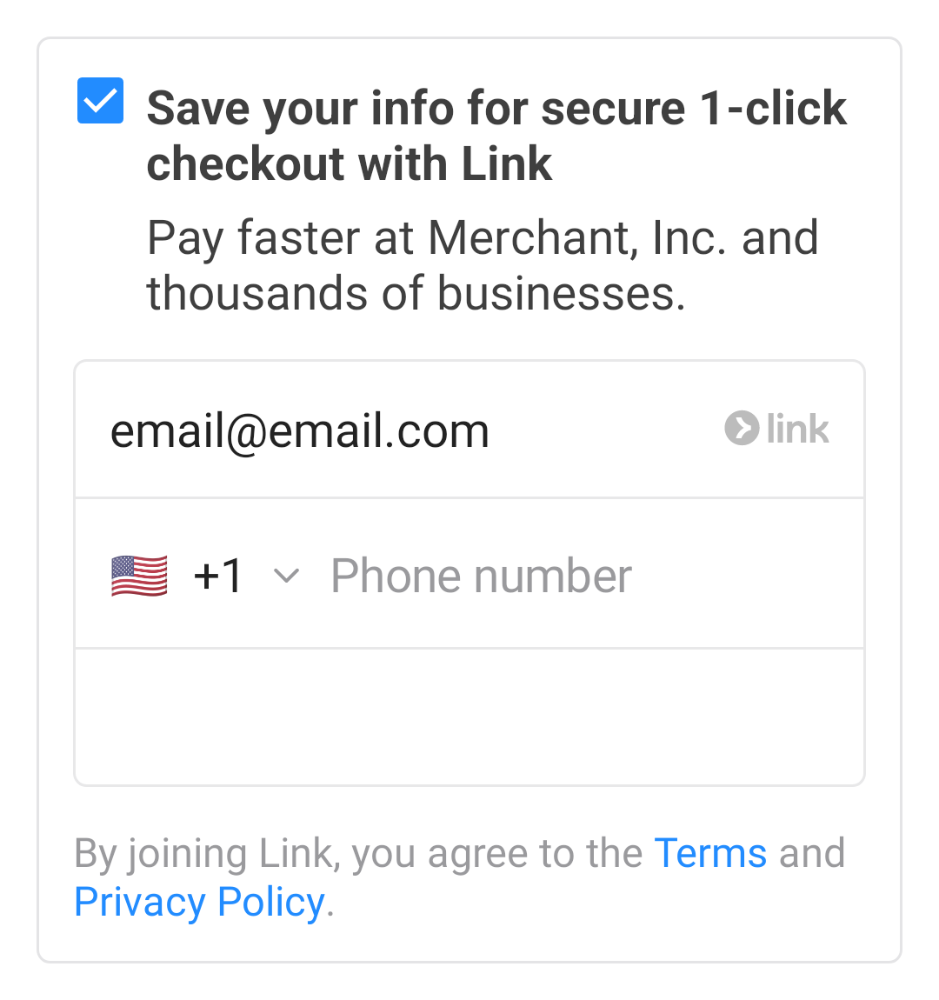 Save your info for secure 1-click
checkout with Link
Pay faster at Merchant, Inc. and
thousands of businesses.
email@email.com link
+1 Phone number
By joining Link, you agree to the Terms and
Privacy Policy.